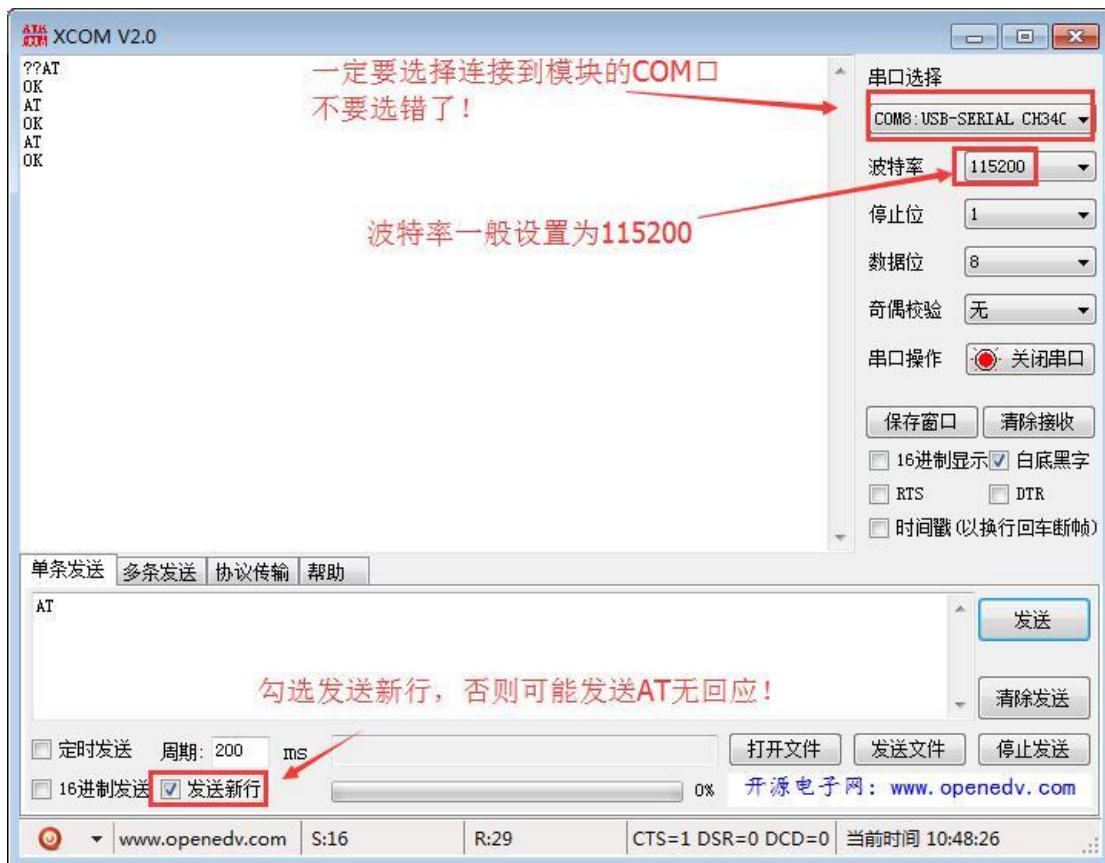 XCOM V2.0
??AT
OK
AT
OK
AT
OK
一定要选择连接到模块的COM口
不要选错了！
波特率一般设置为115200
串口选择
COM8:USB-SERIAL CH34C
波特率 115200
停止位 1
数据位 8
奇偶校验 无
串口操作 关闭串口
保存窗口 清除接收
16进制显示 白底黑字
RTS DTR
时间戳(以换行回车断帧)
单条发送 多条发送 协议传输 帮助
AT
发送
勾选发送新行，否则可能发送AT无回应！
清除发送
定时发送 周期: 200 ms 打开文件 发送文件 停止发送
16进制发送 发送新行 0% 开源电子网：www.openedv.com
www.openedv.com S:16 R:29 CTS=1 DSR=0 DCD=0 当前时间 10:48:26